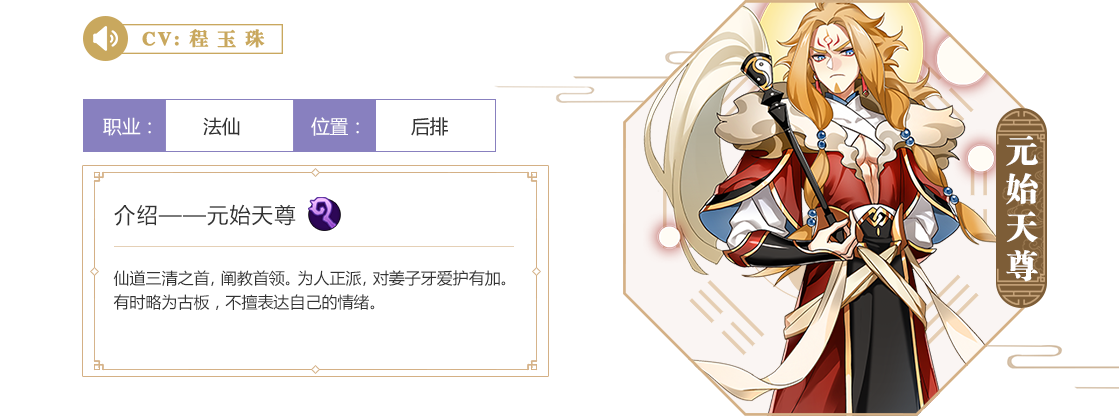 CV: 程玉珠
职业：
法仙
位置：
后排
介绍——元始天尊
仙道三清之首，阐教首领。为人正派，对姜子牙爱护有加。
有时略为古板，不擅表达自己的情绪。
元始天尊